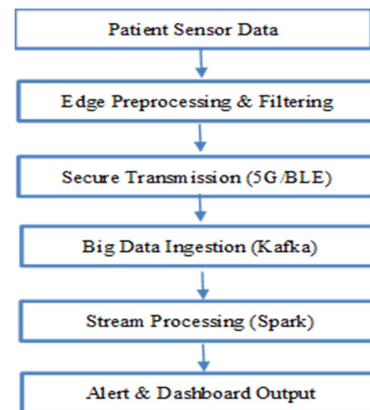 Patient Sensor Data
Edge Preprocessing & Filtering
Secure Transmission (5G/BLE)
Big Data Ingestion (Kafka)
Stream Processing (Spark)
Alert & Dashboard Output